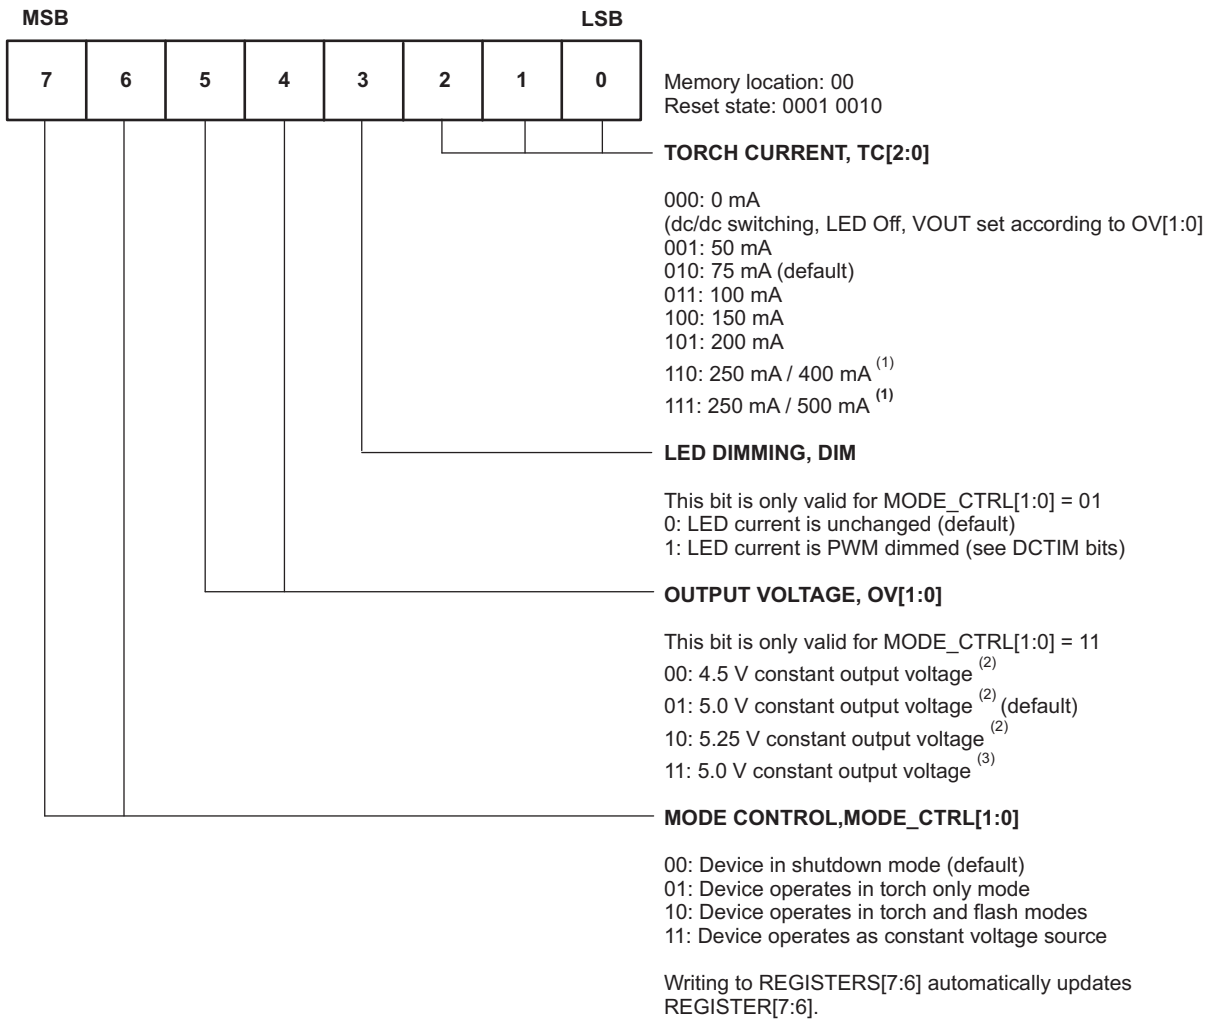 MSB LSB
7 6 5 4 3 2 1 0
Memory location: 00
Reset state: 0001 0010
TORCH CURRENT, TC[2:0]
000: 0 mA
(dc/dc switching, LED Off, VOUT set according to OV[1:0]
001: 50 mA
010: 75 mA (default)
011: 100 mA
100: 150 mA
101: 200 mA
110: 250 mA / 400 mA (1)
111: 250 mA / 500 mA (1)
LED DIMMING, DIM
This bit is only valid for MODE_CTRL[1:0] = 01
0: LED current is unchanged (default)
1: LED current is PWM dimmed (see DCTIM bits)
OUTPUT VOLTAGE, OV[1:0]
This bit is only valid for MODE_CTRL[1:0] = 11
00: 4.5 V constant output voltage (2)
01: 5.0 V constant output voltage (2) (default)
10: 5.25 V constant output voltage (2)
11: 5.0 V constant output voltage (3)
MODE CONTROL,MODE_CTRL[1:0]
00: Device in shutdown mode (default)
01: Device operates in torch only mode
10: Device operates in torch and flash modes
11: Device operates as constant voltage source
Writing to REGISTERS[7:6] automatically updates
REGISTER[7:6].